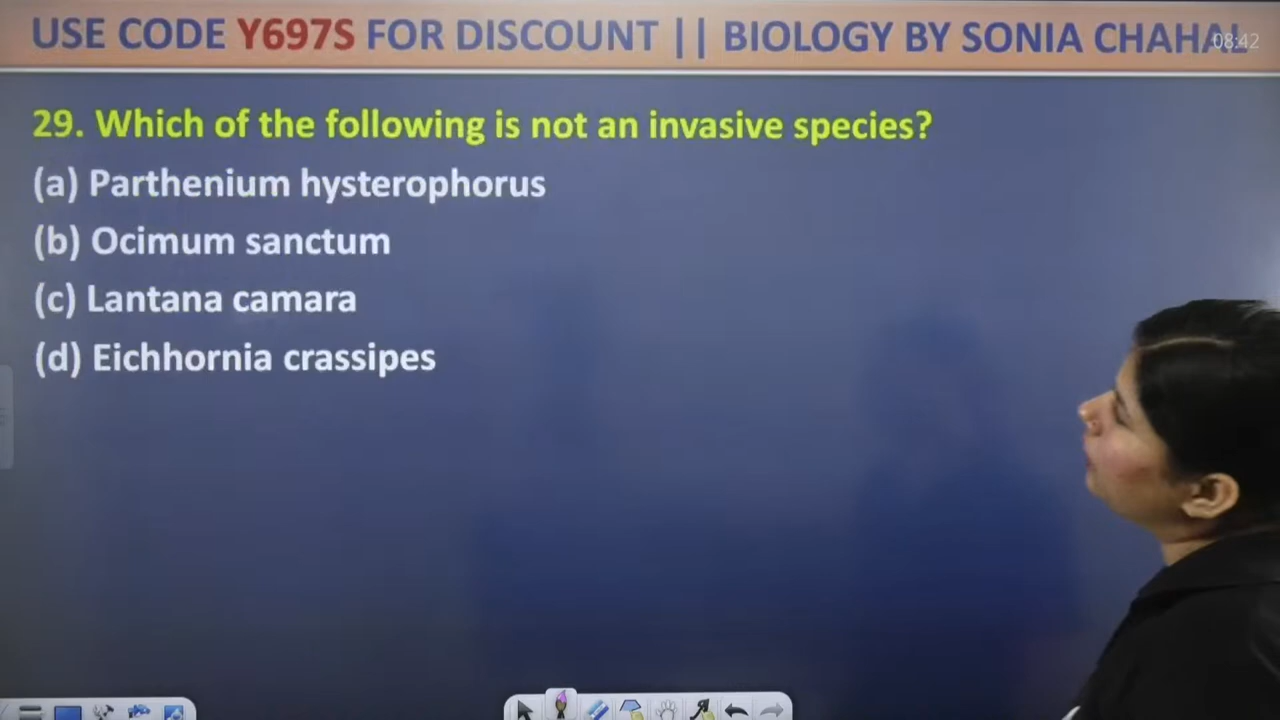 USE CODE Y697S FOR DISCOUNT || BIOLOGY BY SONIA CHAHAL
08:42
29. Which of the following is not an invasive species?
(a) Parthenium hysterophorus
(b) Ocimum sanctum
(c) Lantana camara
(d) Eichhornia crassipes